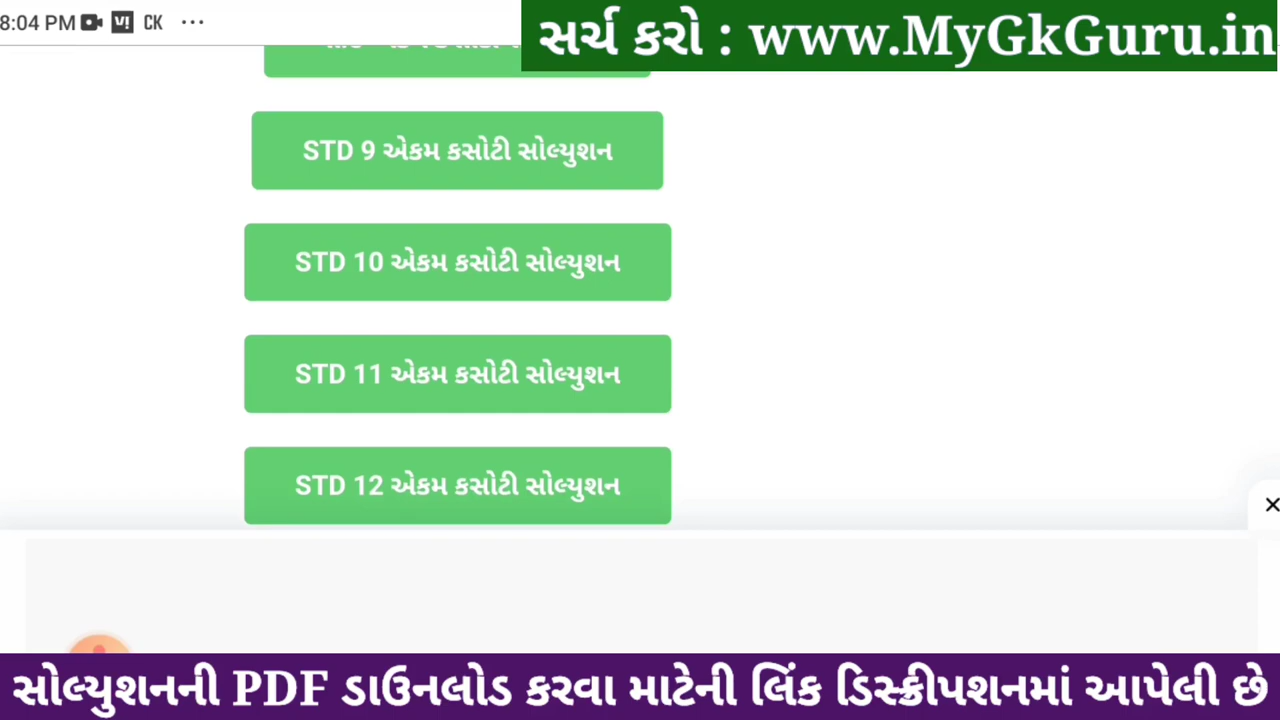 8:04 PM V! CK ...
સર્ચ કરો : www.MyGkGuru.in
STD 9 એકમ કસોટી સોલ્યુશન
STD 10 એકમ કસોટી સોલ્યુશન
STD 11 એકમ કસોટી સોલ્યુશન
STD 12 એકમ કસોટી સોલ્યુશન
સોલ્યુશનની PDF ડાઉનલોડ કરવા માટેની લિંક ડિસ્ક્રીપશનમાં આપેલી છે